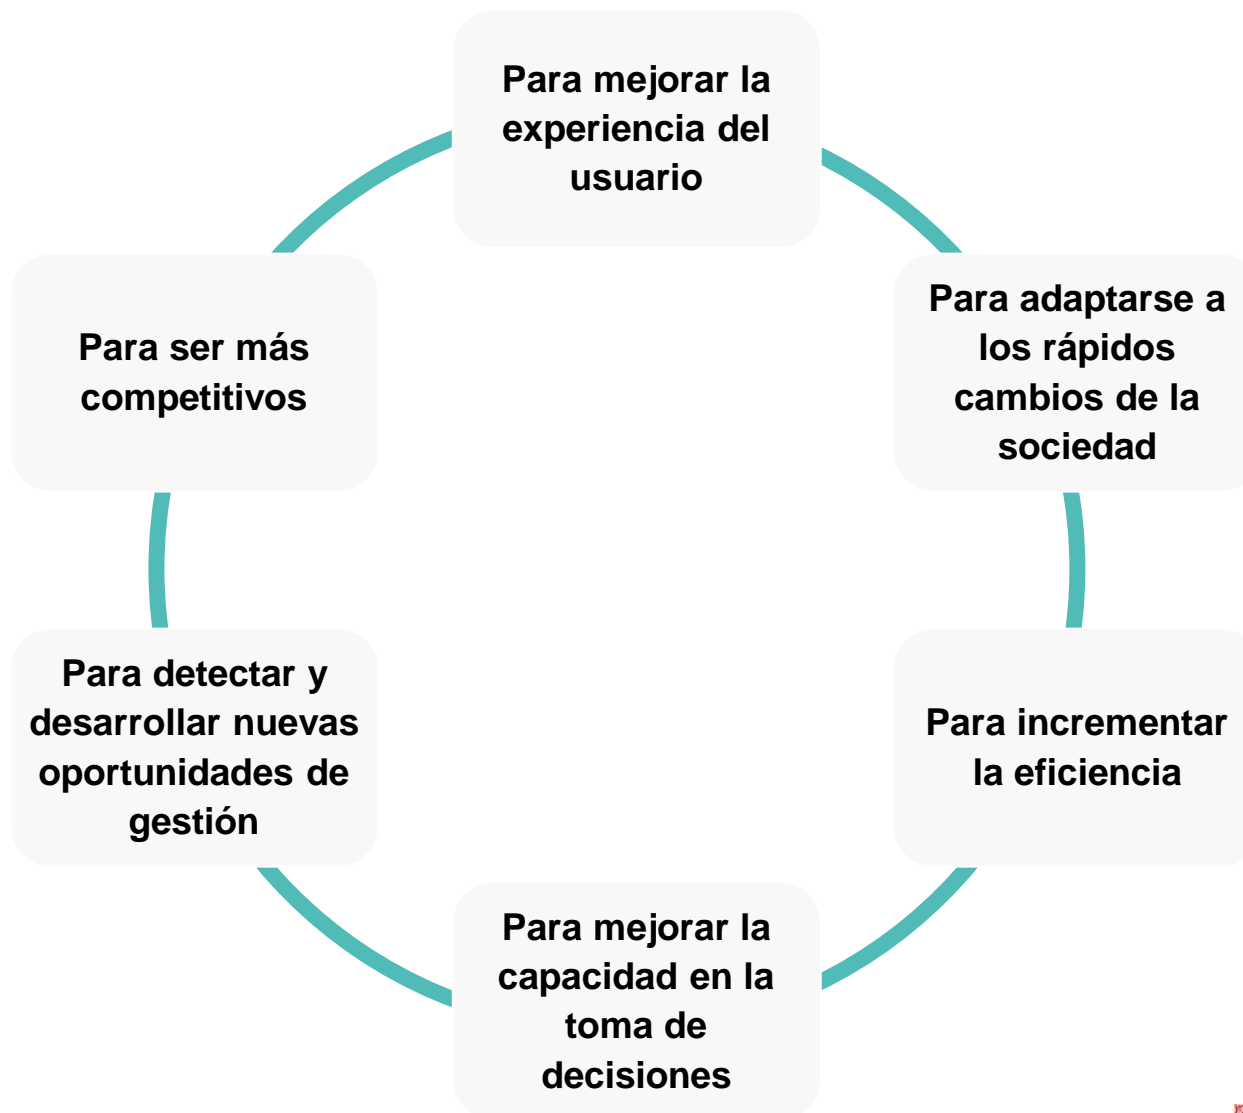 Para mejorar la
experiencia del
usuario
Para adaptarse a
los rápidos
cambios de la
sociedad
Para incrementar
la eficiencia
Para mejorar la
capacidad en la
toma de
decisiones
Para detectar y
desarrollar nuevas
oportunidades de
gestión
Para ser más
competitivos